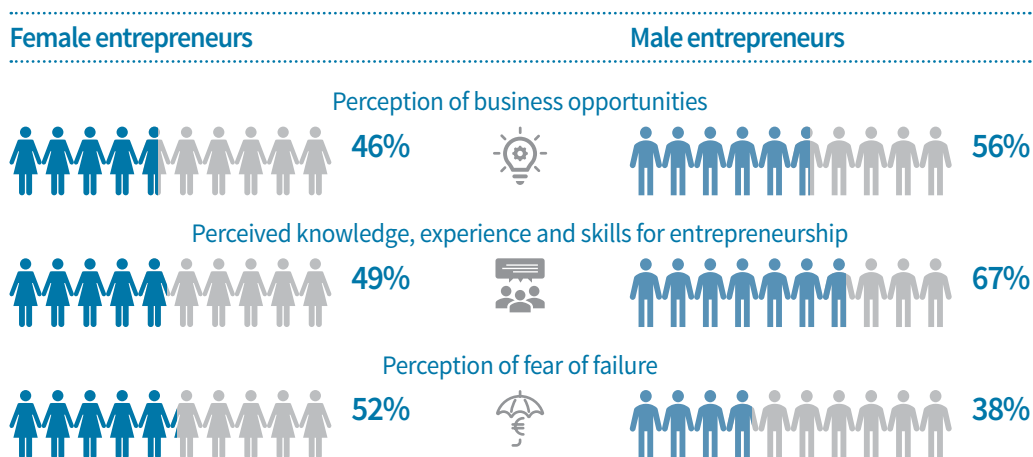 Female entrepreneurs
Male entrepreneurs
Perception of business opportunities
46%
56%
Perceived knowledge, experience and skills for entrepreneurship
49%
67%
Perception of fear of failure
52%
€
38%